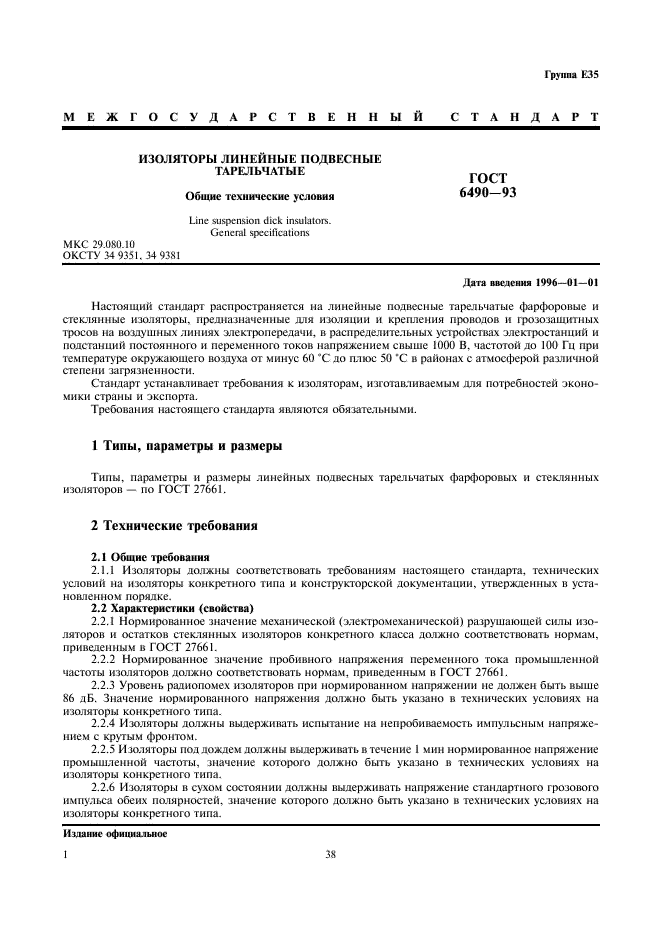 Группа Е35
МЕЖГОСУДАРСТВЕННЫЙ СТАНДАРТ
ИЗОЛЯТОРЫ ЛИНЕЙНЫЕ ПОДВЕСНЫЕ
ТАРЕЛЬЧАТЫЕ
Общие технические условия
Line suspension dick insulators.
General specifications
ГОСТ
6490—93
МКС 29.080.10
ОКСТУ 34 9351, 34 9381
Дата введения 1996—01—01
Настоящий стандарт распространяется на линейные подвесные тарельчатые фарфоровые и
стеклянные изоляторы, предназначенные для изоляции и крепления проводов и грозозащитных
тросов на воздушных линиях электропередачи, в распределительных устройствах электростанций и
подстанций постоянного и переменного токов напряжением свыше 1000 В, частотой до 100 Гц при
температуре окружающего воздуха от минус 60 °С до плюс 50 °С в районах с атмосферой различной
степени загрязненности.
Стандарт устанавливает требования к изоляторам, изготавливаемым для потребностей эконо-
мики страны и экспорта.
Требования настоящего стандарта являются обязательными.
1 Типы, параметры и размеры
Типы, параметры и размеры линейных подвесных тарельчатых фарфоровых и стеклянных
изоляторов — по ГОСТ 27661.
2 Технические требования
2.1 Общие требования
2.1.1 Изоляторы должны соответствовать требованиям настоящего стандарта, технических
условий на изоляторы конкретного типа и конструкторской документации, утвержденных в уста-
новленном порядке.
2.2 Характеристики (свойства)
2.2.1 Нормированное значение механической (электромеханической) разрушающей силы изо-
ляторов и остатков стеклянных изоляторов конкретного класса должно соответствовать нормам,
приведенным в ГОСТ 27661.
2.2.2 Нормированное значение пробивного напряжения переменного тока промышленной
частоты изоляторов должно соответствовать нормам, приведенным в ГОСТ 27661.
2.2.3 Уровень радиопомех изоляторов при нормированном напряжении не должен быть выше
86 дБ. Значение нормированного напряжения должно быть указано в технических условиях на
изоляторы конкретного типа.
2.2.4 Изоляторы должны выдерживать испытание на непробиваемость импульсным напряже-
нием с крутым фронтом.
2.2.5 Изоляторы под дождем должны выдерживать в течение 1 мин нормированное напряжение
промышленной частоты, значение которого должно быть указано в технических условиях на
изоляторы конкретного типа.
2.2.6 Изоляторы в сухом состоянии должны выдерживать напряжение стандартного грозового
импульса обеих полярностей, значение которого должно быть указано в технических условиях на
изоляторы конкретного типа.
Издание официальное
1 38